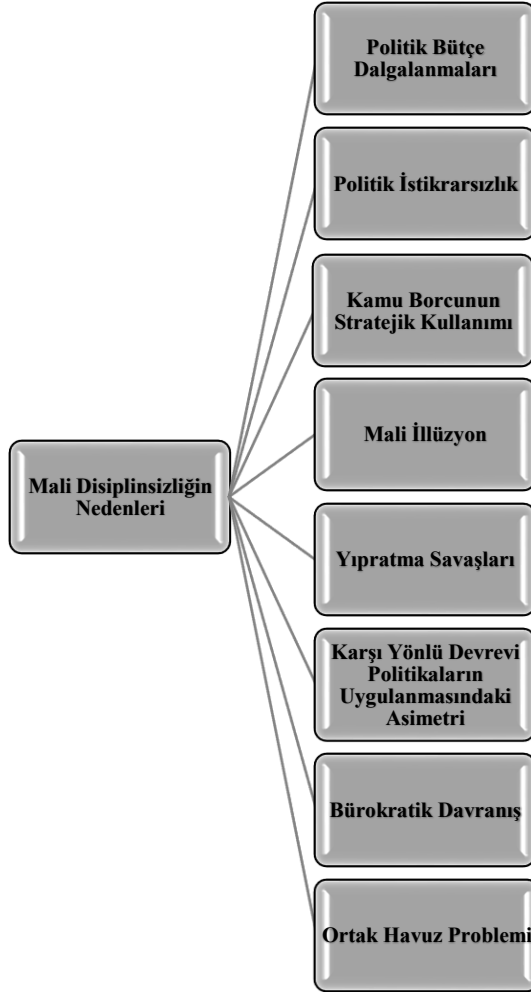 Politik Bütçe
Dalgalanmaları
Politik İstikrarsızlık
Kamu Borcunun
Stratejik Kullanımı
Mali Disiplinsizliğin
Nedenleri
Mali İllüzyon
Yıpratma Savaşları
Karşı Yönlü Devrevi
Politikaların
Uygulanmasındaki
Asimetri
Bürokratik Davranış
Ortak Havuz Problemi